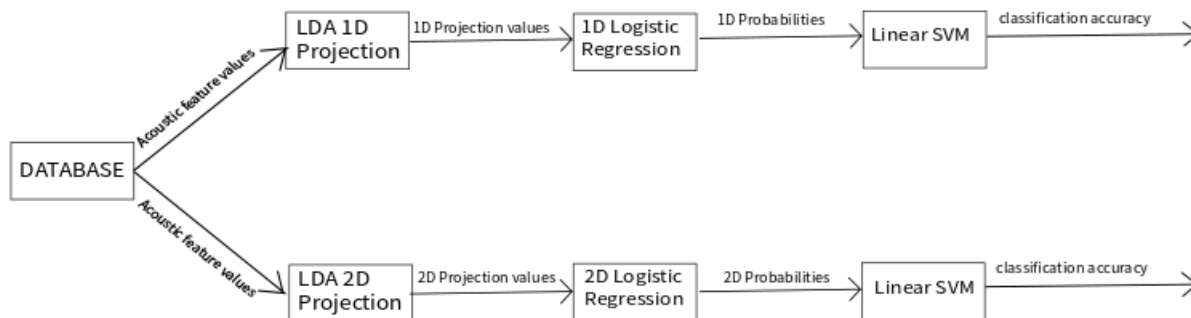 LDA 1D
Projection
1D Projection values
1D Logistic
Regression
1D Probabilities
Linear SVM
classification accuracy
Acoustic feature values
DATABASE
Acoustic feature values
LDA 2D
Projection
2D Projection values
2D Logistic
Regression
2D Probabilities
Linear SVM
classification accuracy